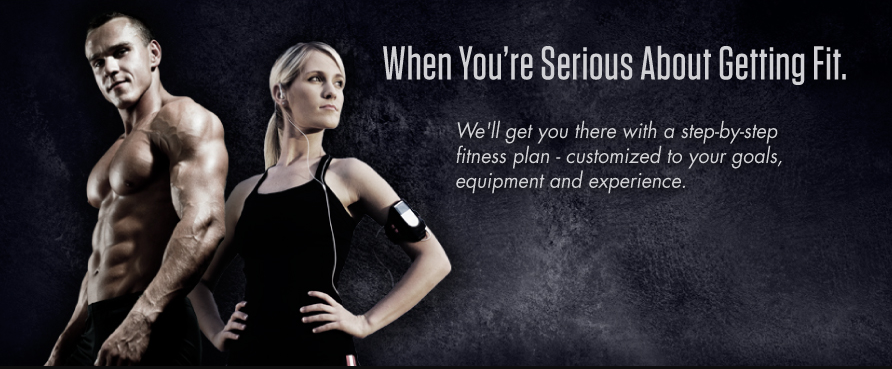 When You're Serious About Getting Fit.
We'll get you there with a step-by-step
fitness plan - customized to your goals,
equipment and experience.